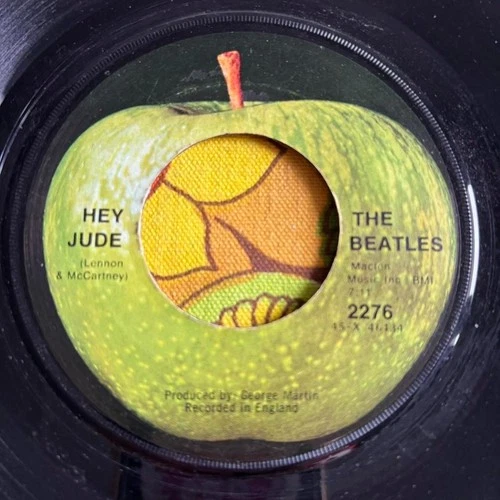 HEY
JUDE
(Lennon
& McCartney)
THE
BEATLES
Maclen
Music, Inc. BMI
7:11
2276
45-X-46434
Produced by: George Martin
Recorded in England